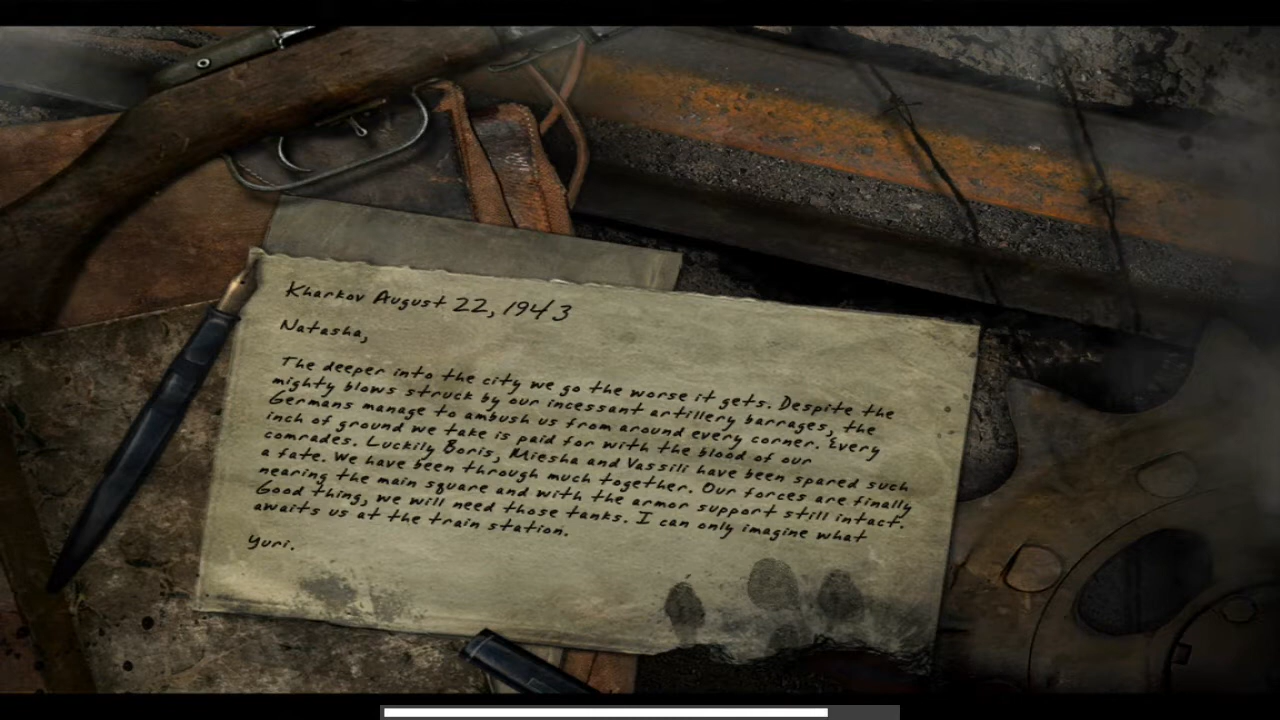 Kharkov August 22, 1943
Natasha,
The deeper into the city we go the worse it gets. Despite the
mighty blows struck by our incessant artillery barrages, the
Germans manage to ambush us from around every corner. Every
inch of ground we take is paid for with the blood of our
comrades. Luckily Boris, Miesha and Vassili have been spared such
a fate. We have been through much together. Our forces are finally
nearing the main square and with the armor support still intact.
Good thing, we will need those tanks. I can only imagine what
awaits us at the train station.
Yuri.